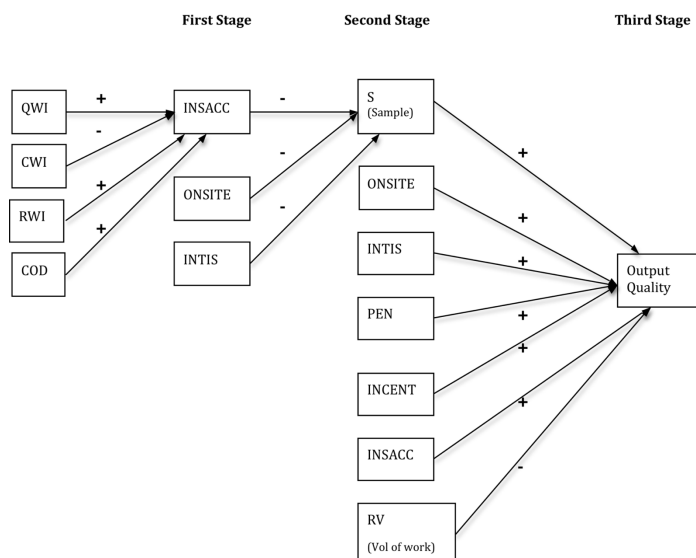 First Stage
Second Stage
Third Stage
QWI
+
INSACC
-
S
(Sample)
-
CWI
-
+
ONSITE
ONSITE
+
+
RWI
-
+
INTIS
INTIS
+
COD
Output
Quality
PEN
+
+
INCENT
+
INSACC
-
RV
(Vol of work)